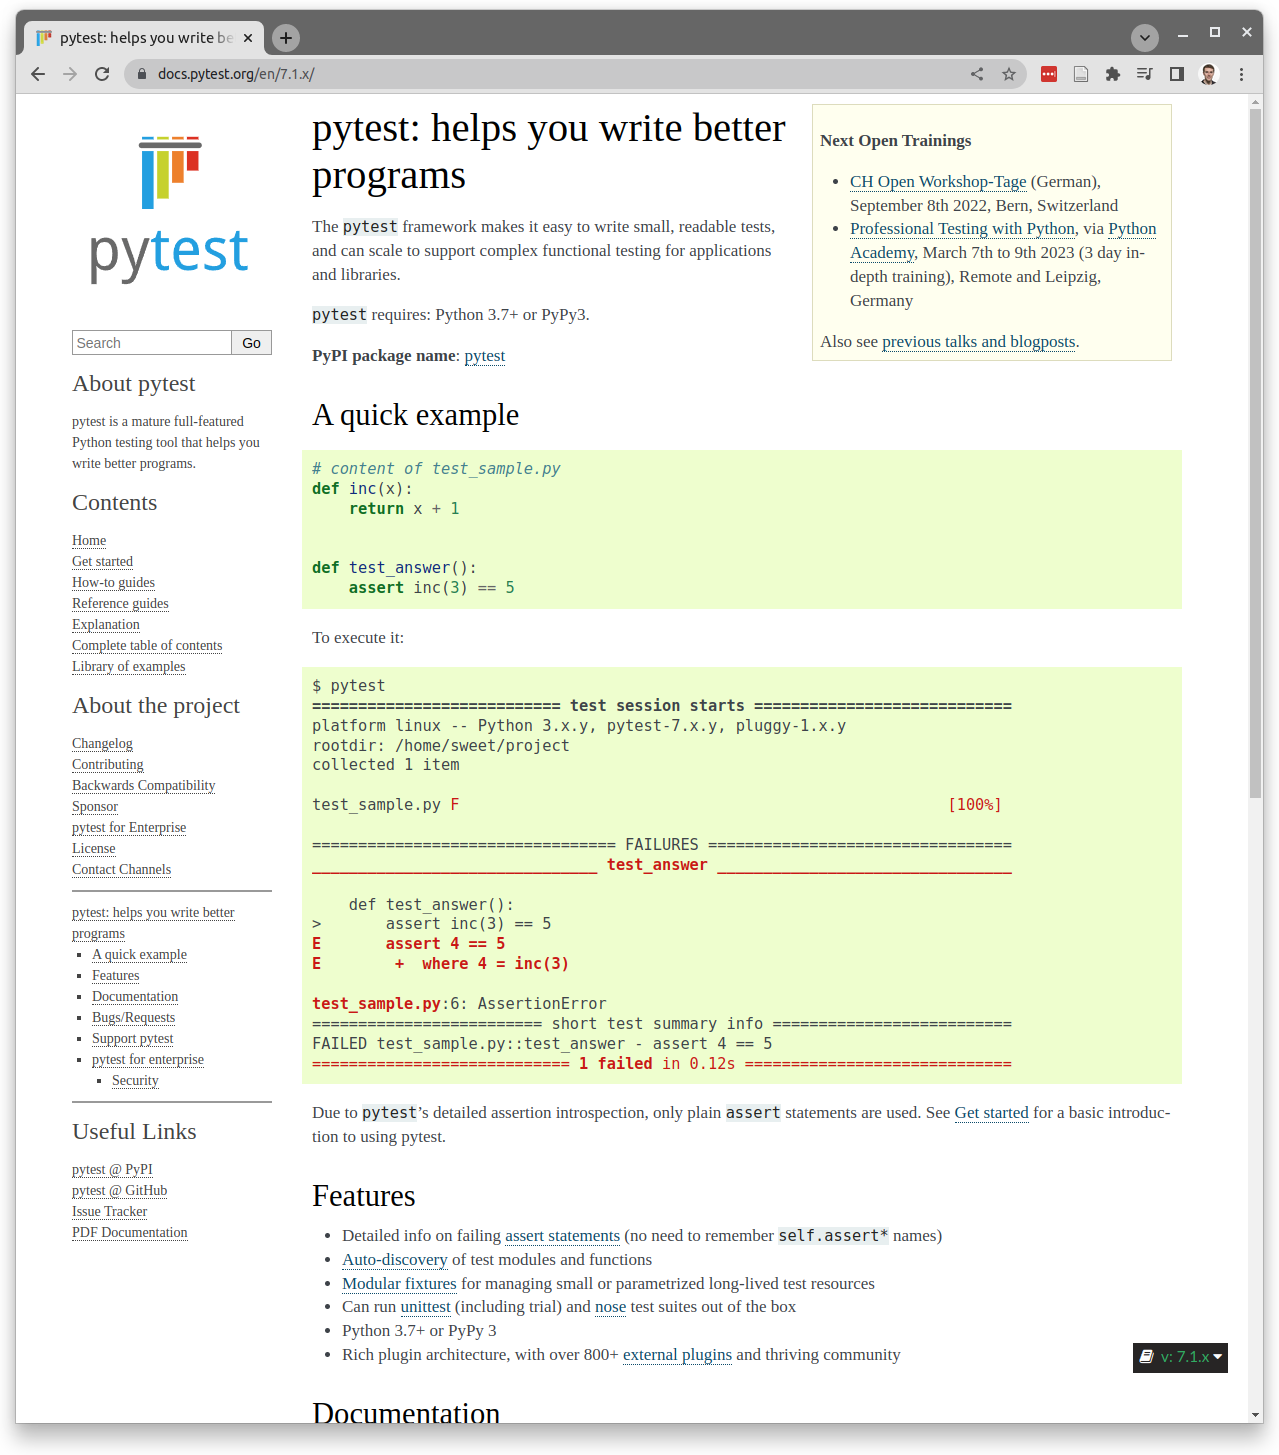 pytest: helps you write be
docs.pytest.org/en/7.1.x/
pytest
Search Go
About pytest
pytest is a mature full-featured
Python testing tool that helps you
write better programs.
Contents
Home
Get started
How-to guides
Reference guides
Explanation
Complete table of contents
Library of examples
About the project
Changelog
Contributing
Backwards Compatibility
Sponsor
pytest for Enterprise
License
Contact Channels
pytest: helps you write better
programs
A quick example
Features
Documentation
Bugs/Requests
Support pytest
pytest for enterprise
Security
Useful Links
pytest @ PyPI
pytest @ GitHub
Issue Tracker
PDF Documentation
pytest: helps you write better
programs
The pytest framework makes it easy to write small, readable tests,
and can scale to support complex functional testing for applications
and libraries.
pytest requires: Python 3.7+ or PyPy3.
PyPI package name: pytest
Next Open Trainings
• CH Open Workshop-Tage (German),
September 8th 2022, Bern, Switzerland
• Professional Testing with Python, via Python
Academy, March 7th to 9th 2023 (3 day in-
depth training), Remote and Leipzig,
Germany
Also see previous talks and blogposts.
A quick example
# content of test_sample.py
def inc(x):
    return x + 1
def test_answer():
    assert inc(3) == 5
To execute it:
$ pytest
=========================== test session starts ============================
platform linux -- Python 3.x.y, pytest-7.x.y, pluggy-1.x.y
rootdir: /home/sweet/project
collected 1 item
test_sample.py F                                                     [100%]
================================= FAILURES =================================
_______________________________ test_answer ________________________________
    def test_answer():
>       assert inc(3) == 5
E       assert 4 == 5
E        +  where 4 = inc(3)
test_sample.py:6: AssertionError
========================= short test summary info ==========================
FAILED test_sample.py::test_answer - assert 4 == 5
============================ 1 failed in 0.12s =============================
Due to pytest’s detailed assertion introspection, only plain assert statements are used. See Get started for a basic introduc-
tion to using pytest.
Features
• Detailed info on failing assert statements (no need to remember self.assert* names)
• Auto-discovery of test modules and functions
• Modular fixtures for managing small or parametrized long-lived test resources
• Can run unittest (including trial) and nose test suites out of the box
• Python 3.7+ or PyPy 3
• Rich plugin architecture, with over 800+ external plugins and thriving community
v: 7.1.x
Documentation